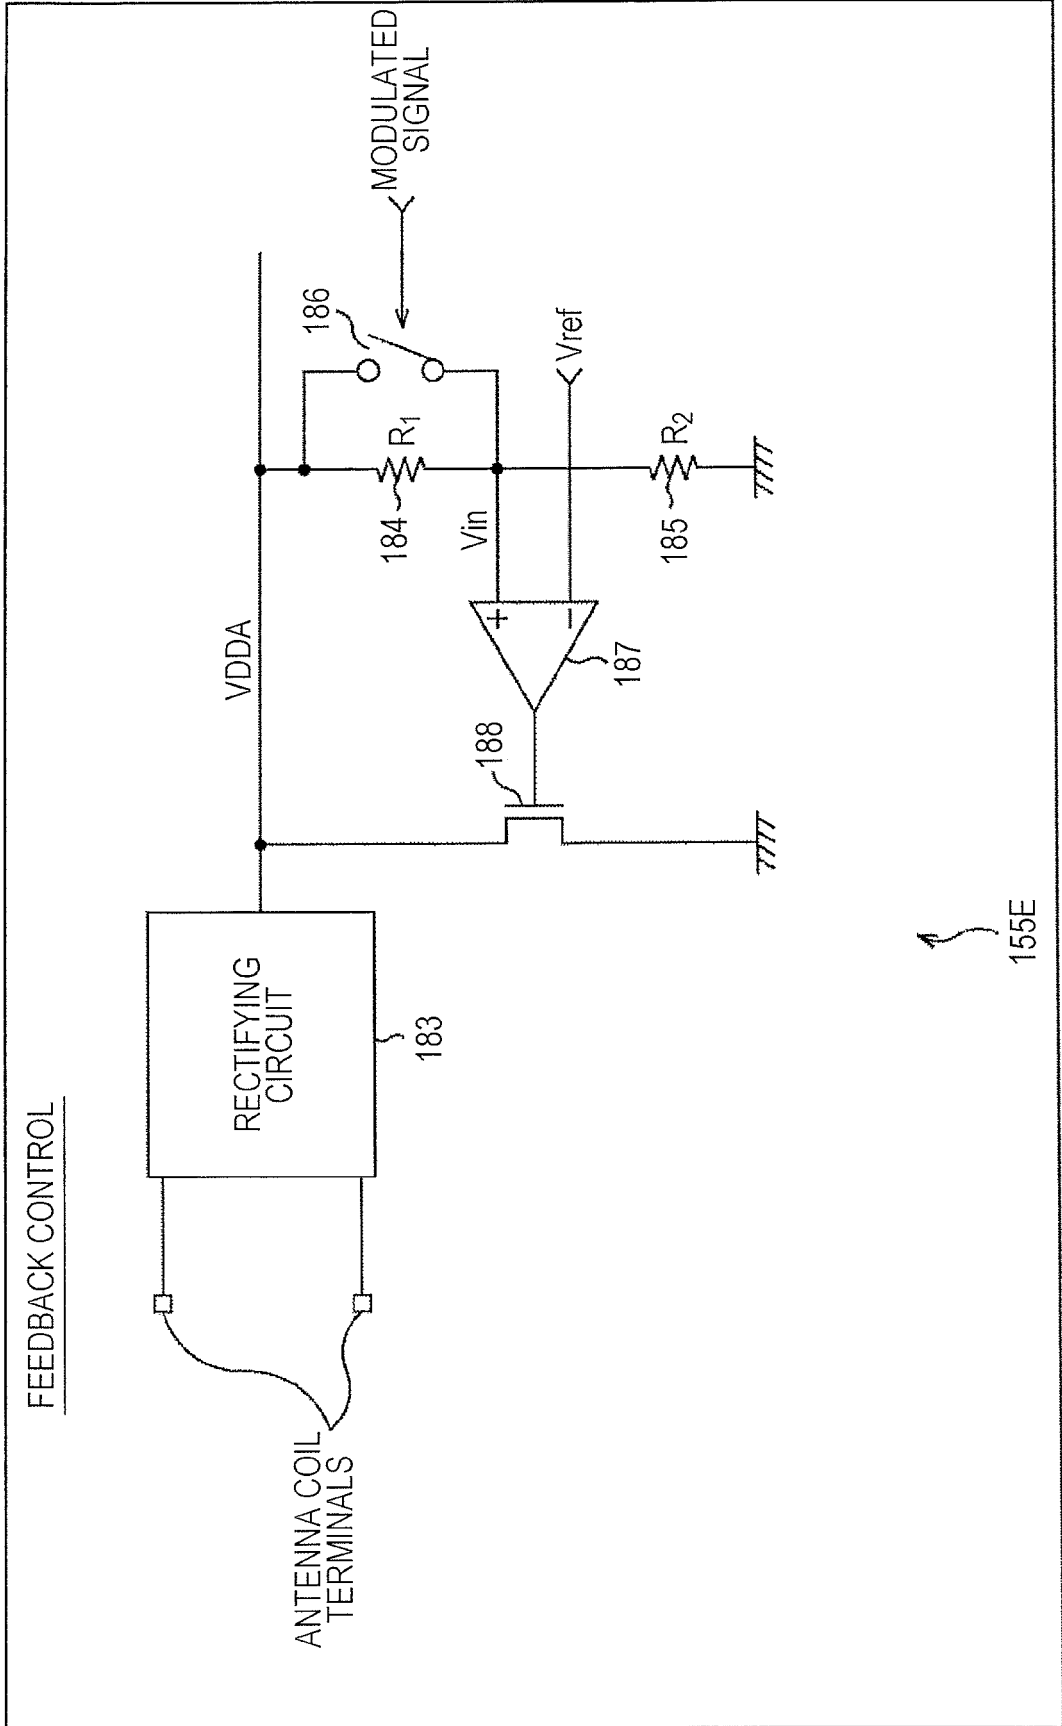 FEEDBACK CONTROL
ANTENNA COIL
TERMINALS
RECTIFYING
CIRCUIT
183
VDDA
188
187
+
−
Vin
184
R1
186
MODULATED
SIGNAL
Vref
185
R2
155E